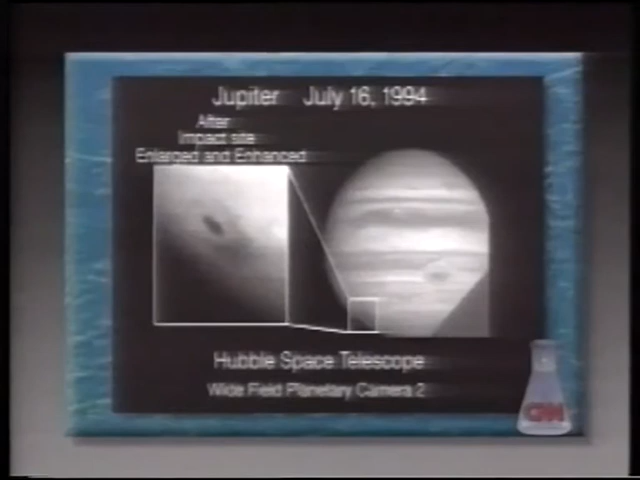 Jupiter July 16, 1994
After
Impact site
Enlarged and Enhanced
Hubble Space Telescope
Wide Field Planetary Camera 2
CNN